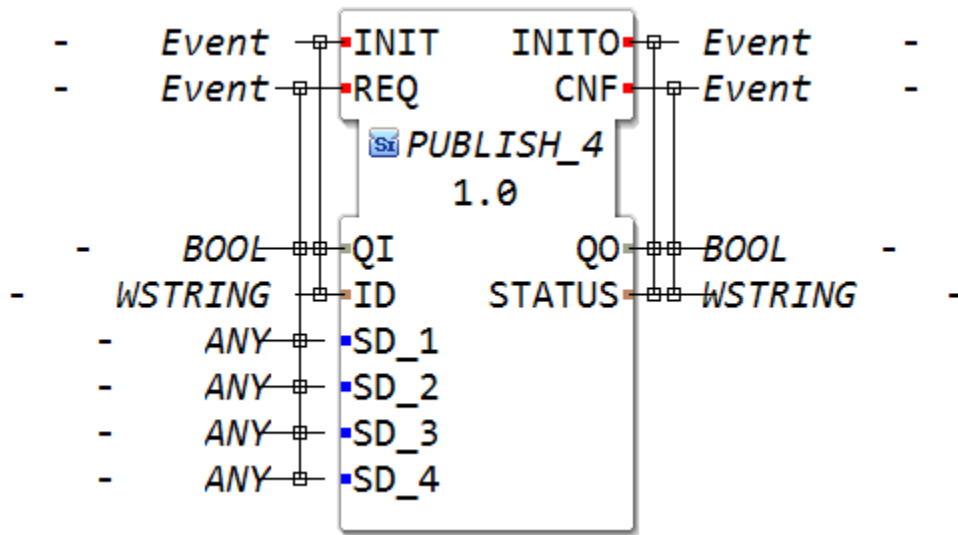 - Event INIT INITO Event -
- Event REQ CNF Event -
Si PUBLISH_4
1.0
- BOOL QI QO BOOL -
- WSTRING ID STATUS WSTRING -
- ANY SD_1
- ANY SD_2
- ANY SD_3
- ANY SD_4